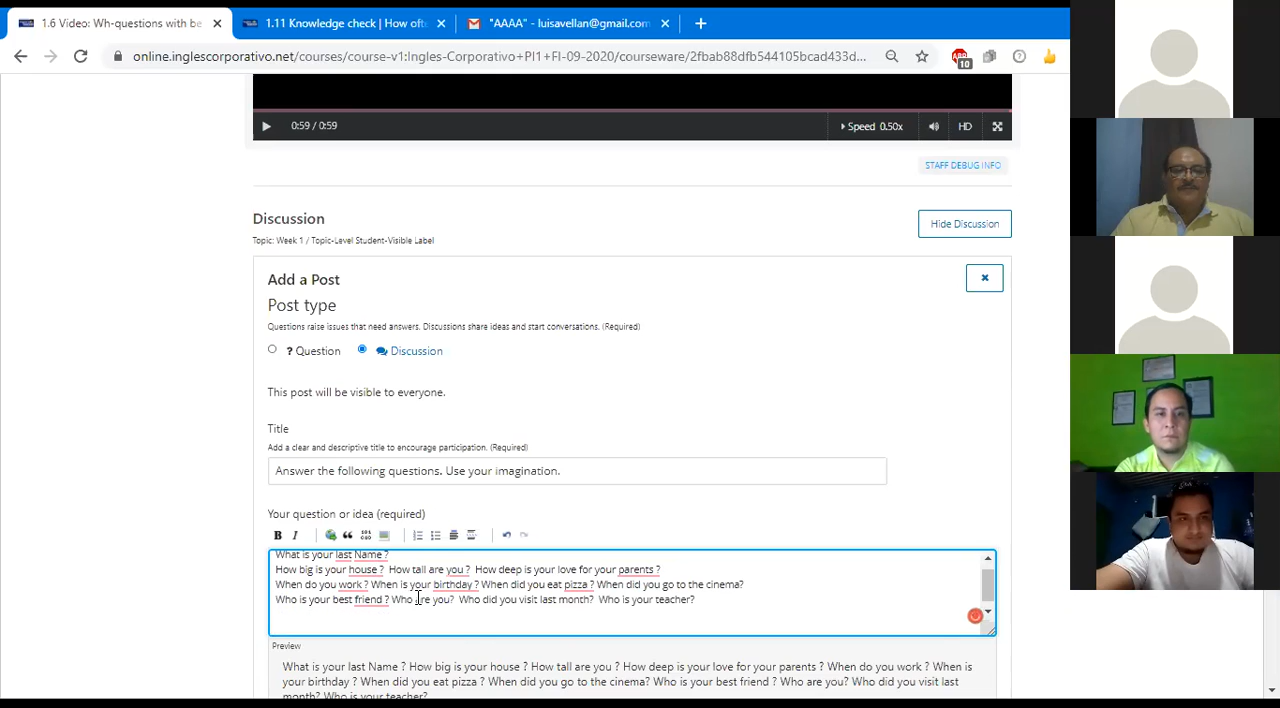 1.6 Video: Wh-questions with be
1.11 Knowledge check | How oft
"AAAA" - luisavellan@gmail.com
online.inglescorporativo.net/courses/course-v1:Ingles-Corporativo+PI1+FI-09-2020/courseware/2fbab88dfb544105bcad433d...
10
0:59 / 0:59
Speed 0.50x
HD
STAFF DEBUG INFO
Discussion
Hide Discussion
Topic: Week 1 / Topic-Level Student-Visible Label
Add a Post
Post type
Questions raise issues that need answers. Discussions share ideas and start conversations. (Required)
? Question
Discussion
This post will be visible to everyone.
Title
Add a clear and descriptive title to encourage participation. (Required)
Answer the following questions. Use your imagination.
Your question or idea (required)
B I
What is your last Name ?
How big is your house ? How tall are you ? How deep is your love for your parents ?
When do you work ? When is your birthday ? When did you eat pizza ? When did you go to the cinema?
Who is your best friend ? Who are you? Who did you visit last month? Who is your teacher?
Preview
What is your last Name ? How big is your house ? How tall are you ? How deep is your love for your parents ? When do you work ? When is
your birthday ? When did you eat pizza ? When did you go to the cinema? Who is your best friend ? Who are you? Who did you visit last
month? Who is your teacher?